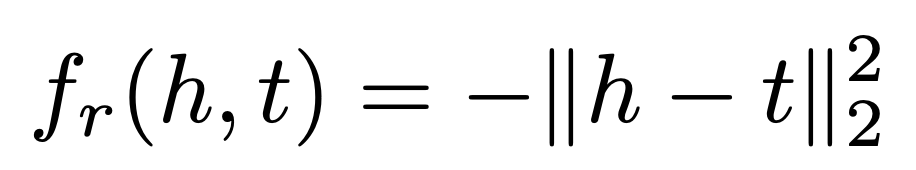 f_r(h, t) = −‖h − t‖_2^2